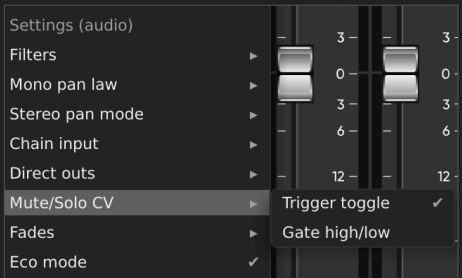 Settings (audio)
Filters
Mono pan law
Stereo pan mode
Chain input
Direct outs
Mute/Solo CV
Fades
Eco mode
Trigger toggle
Gate high/low
3
0
3
6
12
3
0
3
6
12